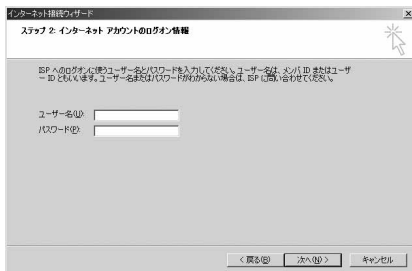 インターネット接続ウィザード
ステップ 2: インターネット アカウントのログオン情報
ISP へのログオンに使うユーザー名とパスワードを入力してください。ユーザー名は、メンバ ID またはユーザ
ー ID ともいいます。ユーザー名またはパスワードがわからない場合は、ISP に問い合わせてください。
ユーザー名(U):
パスワード(P):
< 戻る(B) 次へ(N) > キャンセル